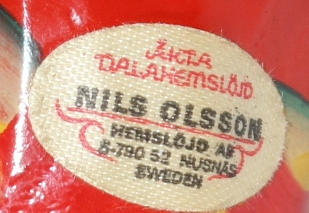 ÄKTA
DALAHEMSLÖJD
NILS OLSSON
HEMSLÖJD AB
S-790 52 NUSNÄS
SWEDEN